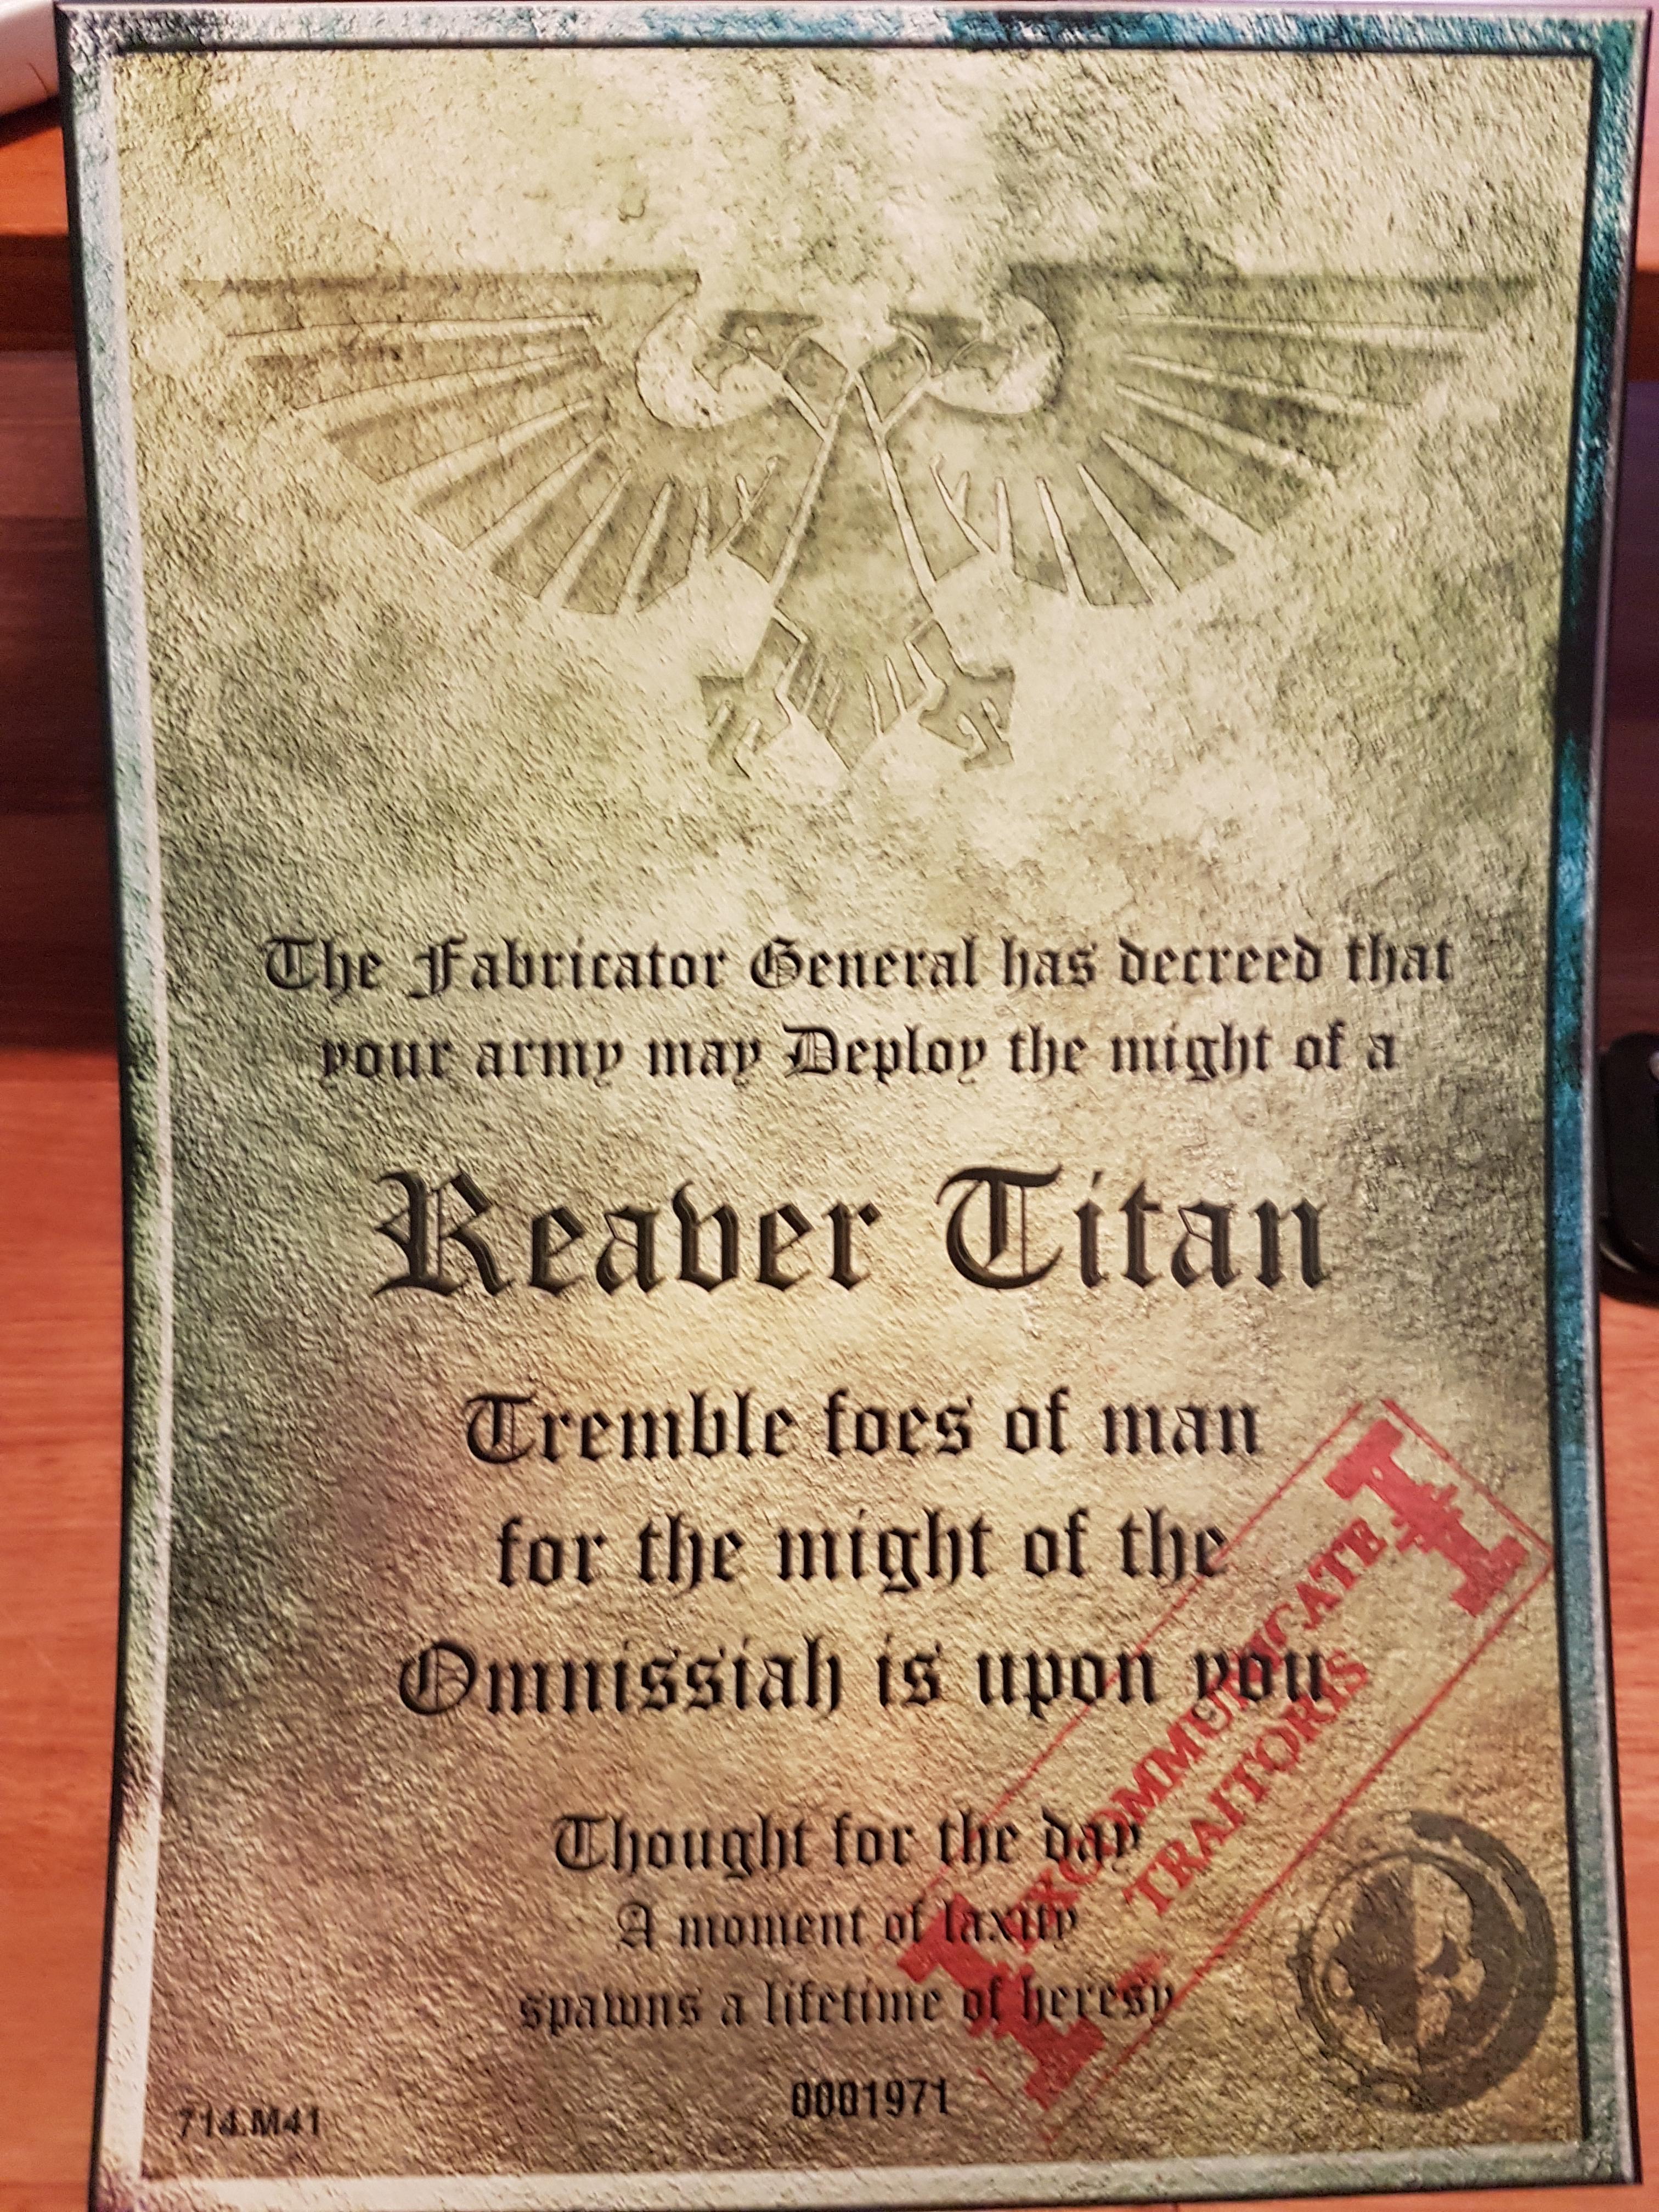 The Fabricator General has decreed that
your army may Deploy the might of a
Reaver Titan
Tremble foes of man
for the might of the
Omnissiah is upon you
EXCOMMUNICATE
TRAITORIS
Thought for the day
A moment of laxity
spawns a lifetime of heresy
0001971
714.M41